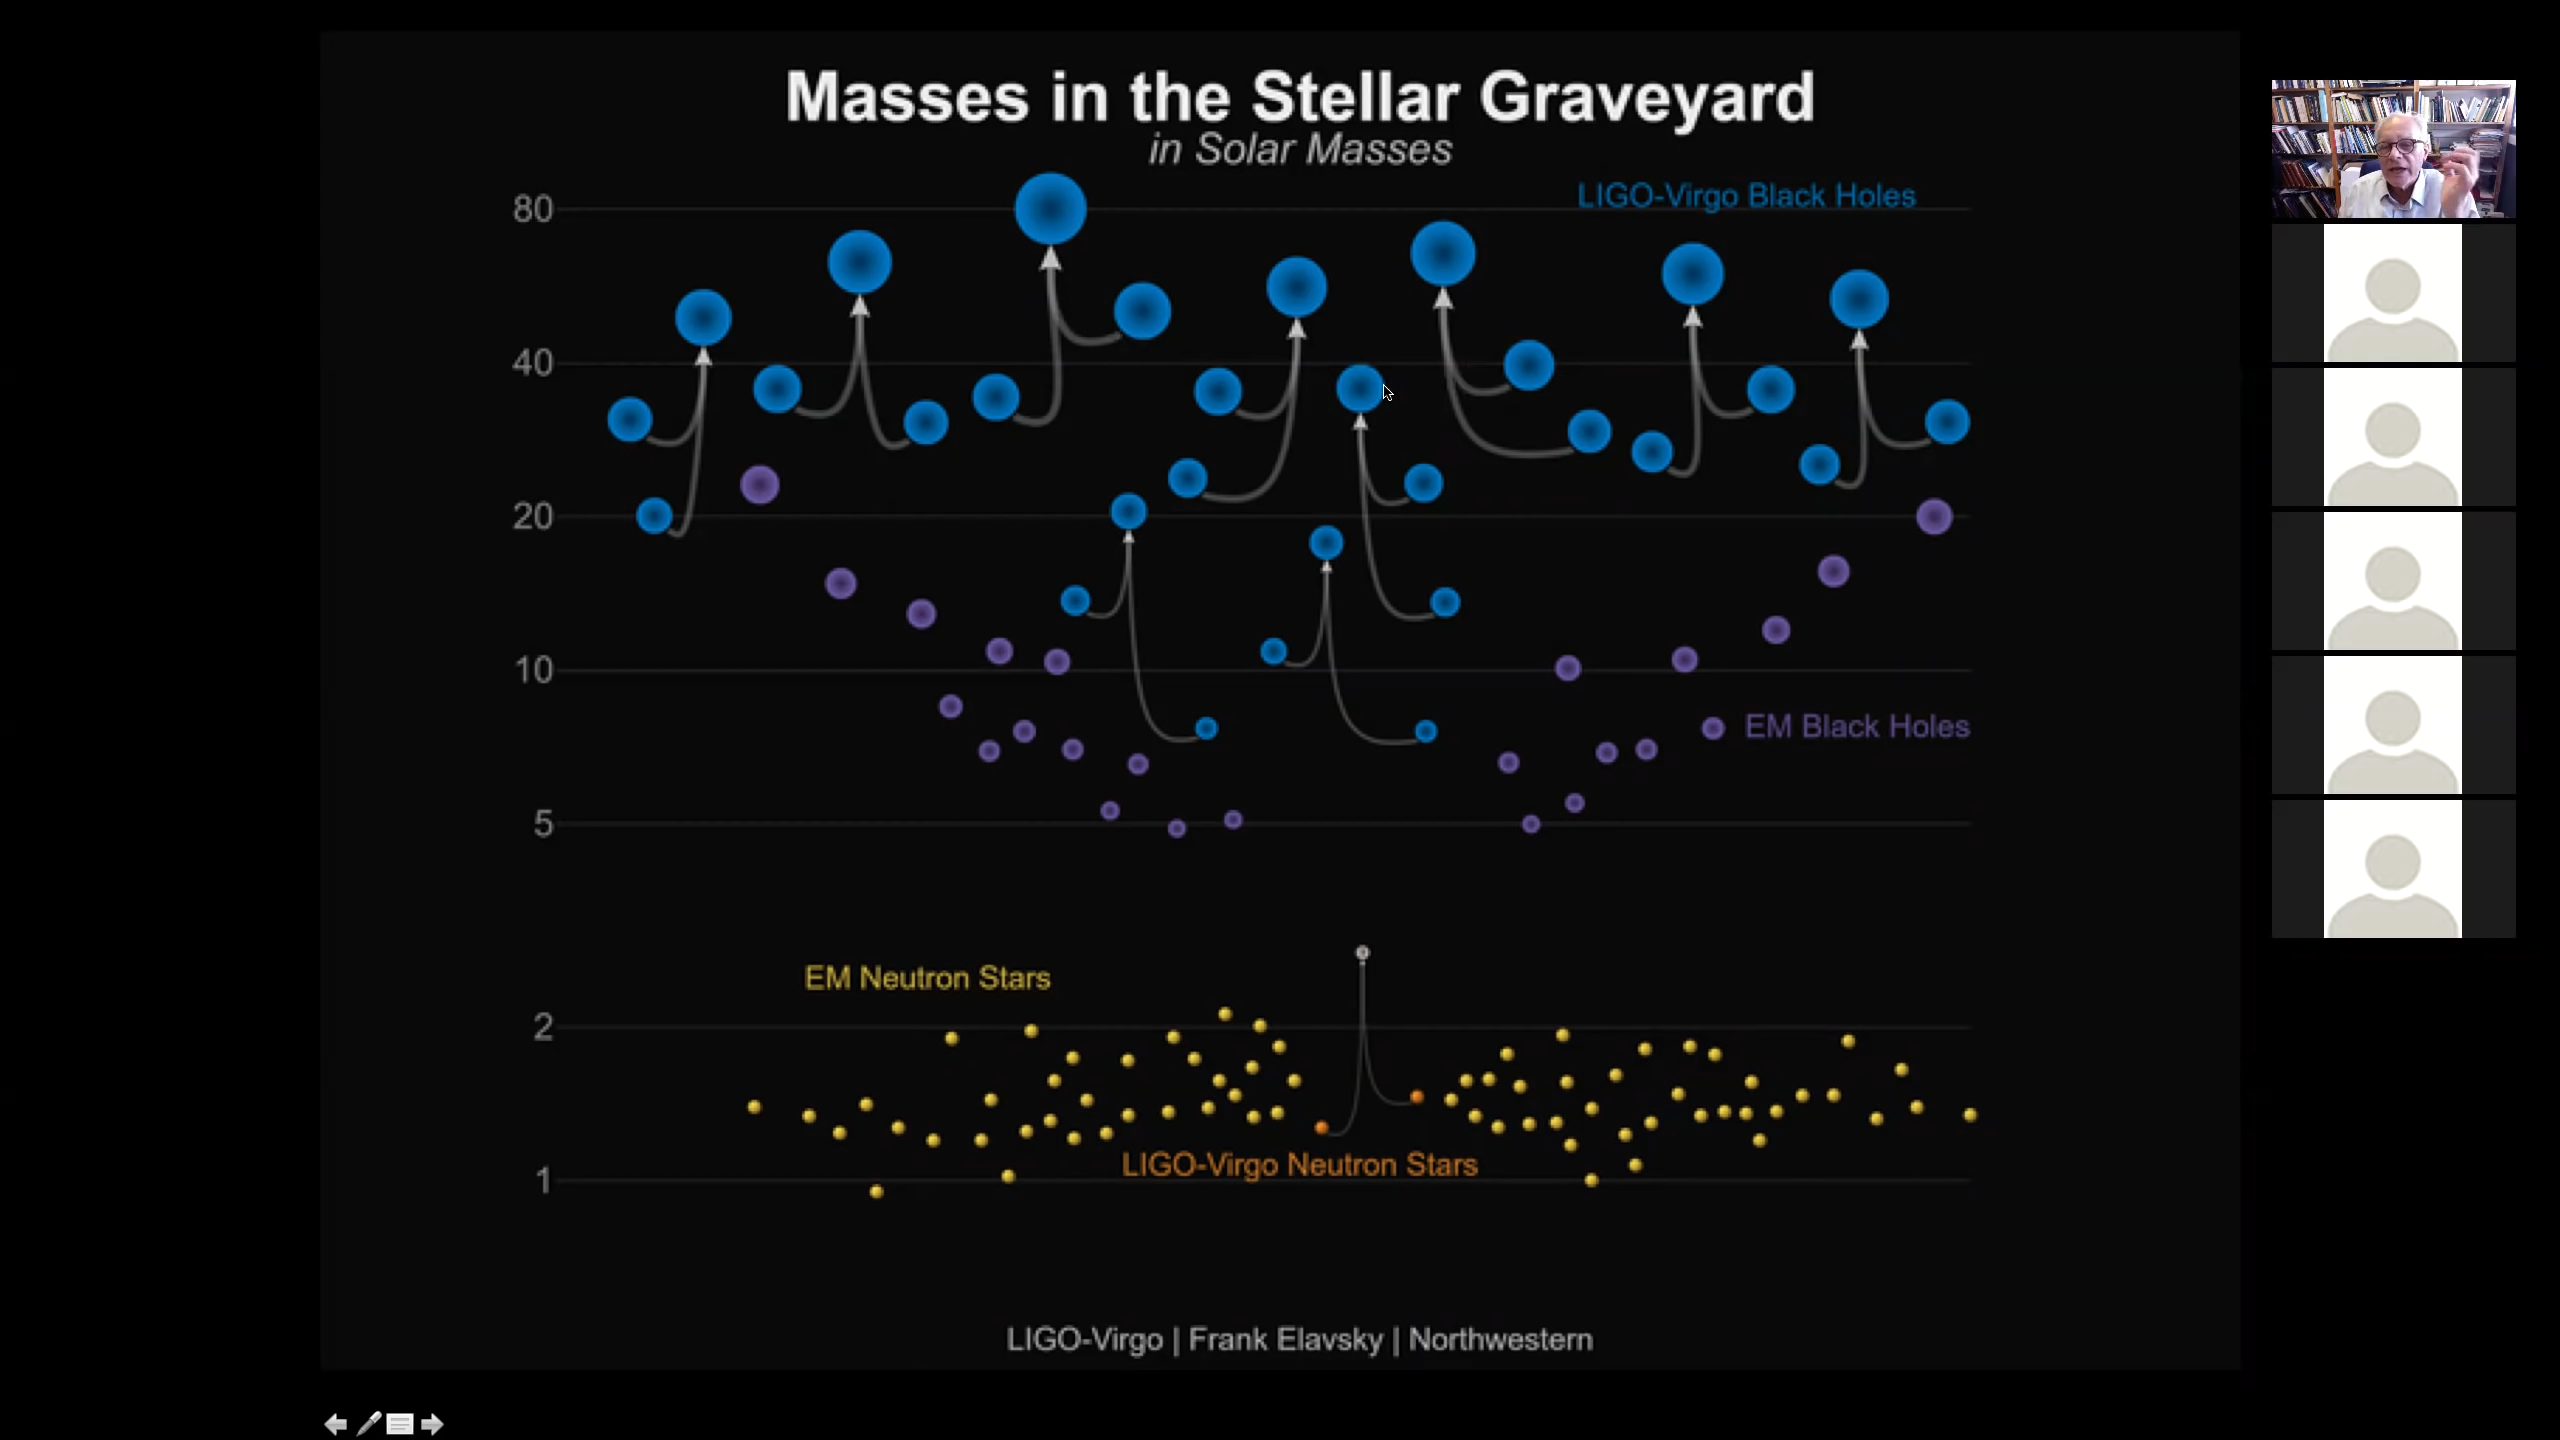 Masses in the Stellar Graveyard
in Solar Masses
80
LIGO-Virgo Black Holes
40
20
10
EM Black Holes
5
EM Neutron Stars
2
LIGO-Virgo Neutron Stars
1
LIGO-Virgo | Frank Elavsky | Northwestern